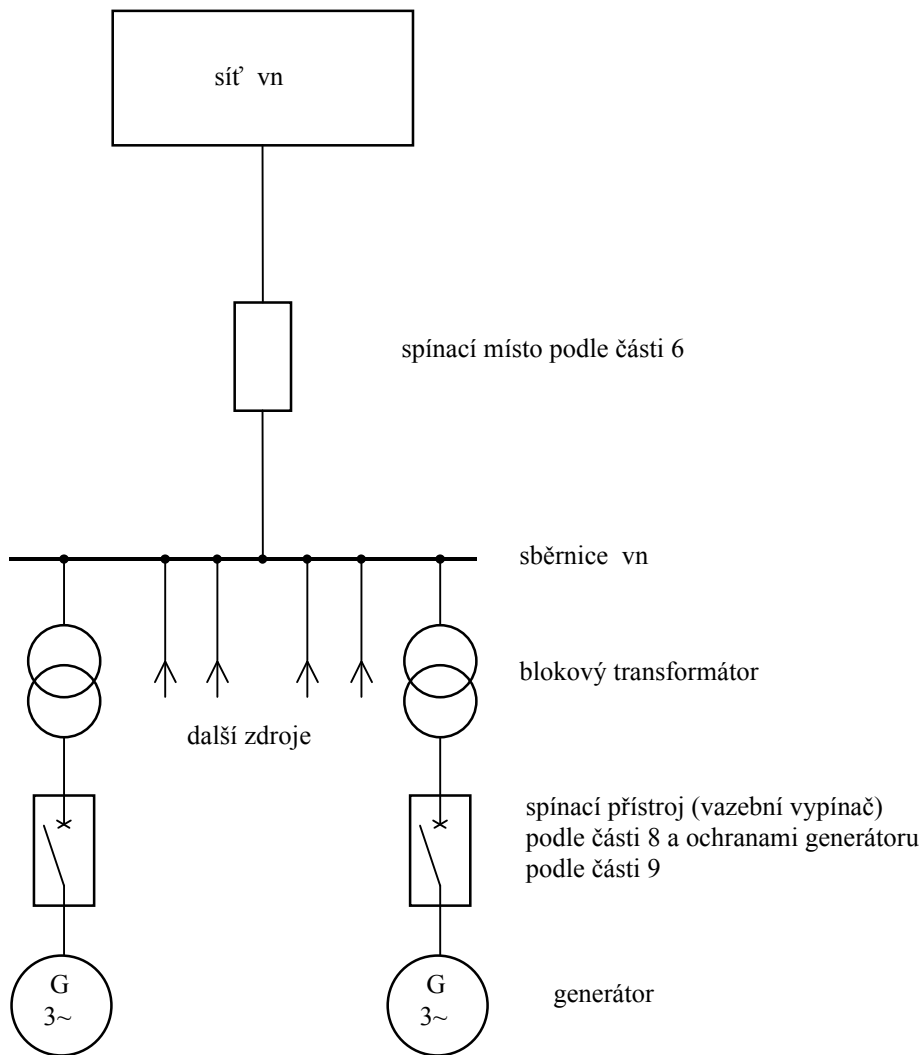 síť vn
spínací místo podle části 6
sběrnice vn
blokový transformátor
další zdroje
spínací přístroj (vazební vypínač)
podle části 8 a ochranami generátoru
podle části 9
G
3~
G
3~
generátor